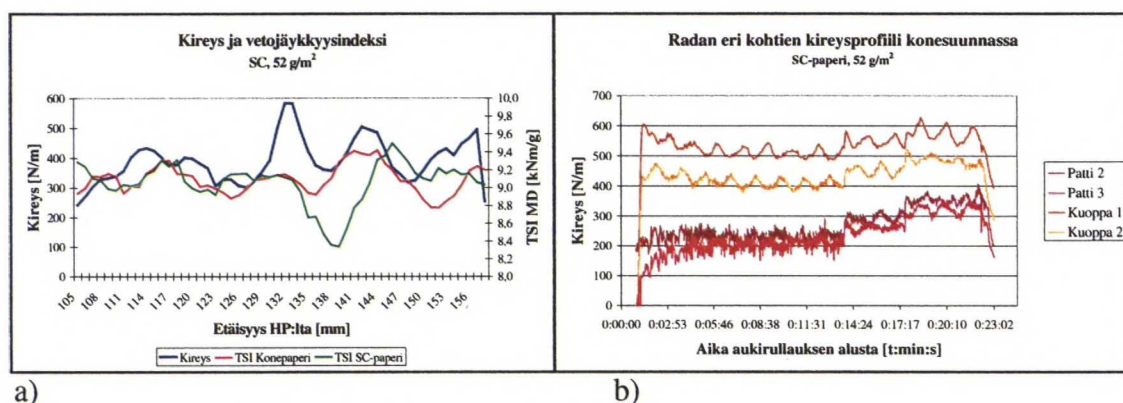 Kireys ja vetojäykkyysindeksi
SC, 52 g/m²
Kireys [N/m]
600
500
400
300
200
100
0
10,0
9,8
9,6
9,4
9,2
9,0
8,8
8,6
8,4
8,2
8,0
TSI MD [kNm/g]
105 108 111 114 117 120 123 126 129 132 135 138 141 144 147 150 153 156
Etäisyys HP:lta [mm]
Kireys TSI Konepaperi TSI SC-paperi
a)
Radan eri kohtien kireysprofiili konesuunnassa
SC-paperi, 52 g/m²
Kireys [N/m]
700
600
500
400
300
200
100
0
0:00:00 0:02:53 0:05:46 0:08:38 0:11:31 0:14:24 0:17:17 0:20:10 0:23:02
Aika aukirullauksen alusta [t:min:s]
Patti 2
Patti 3
Kuoppa 1
Kuoppa 2
b)